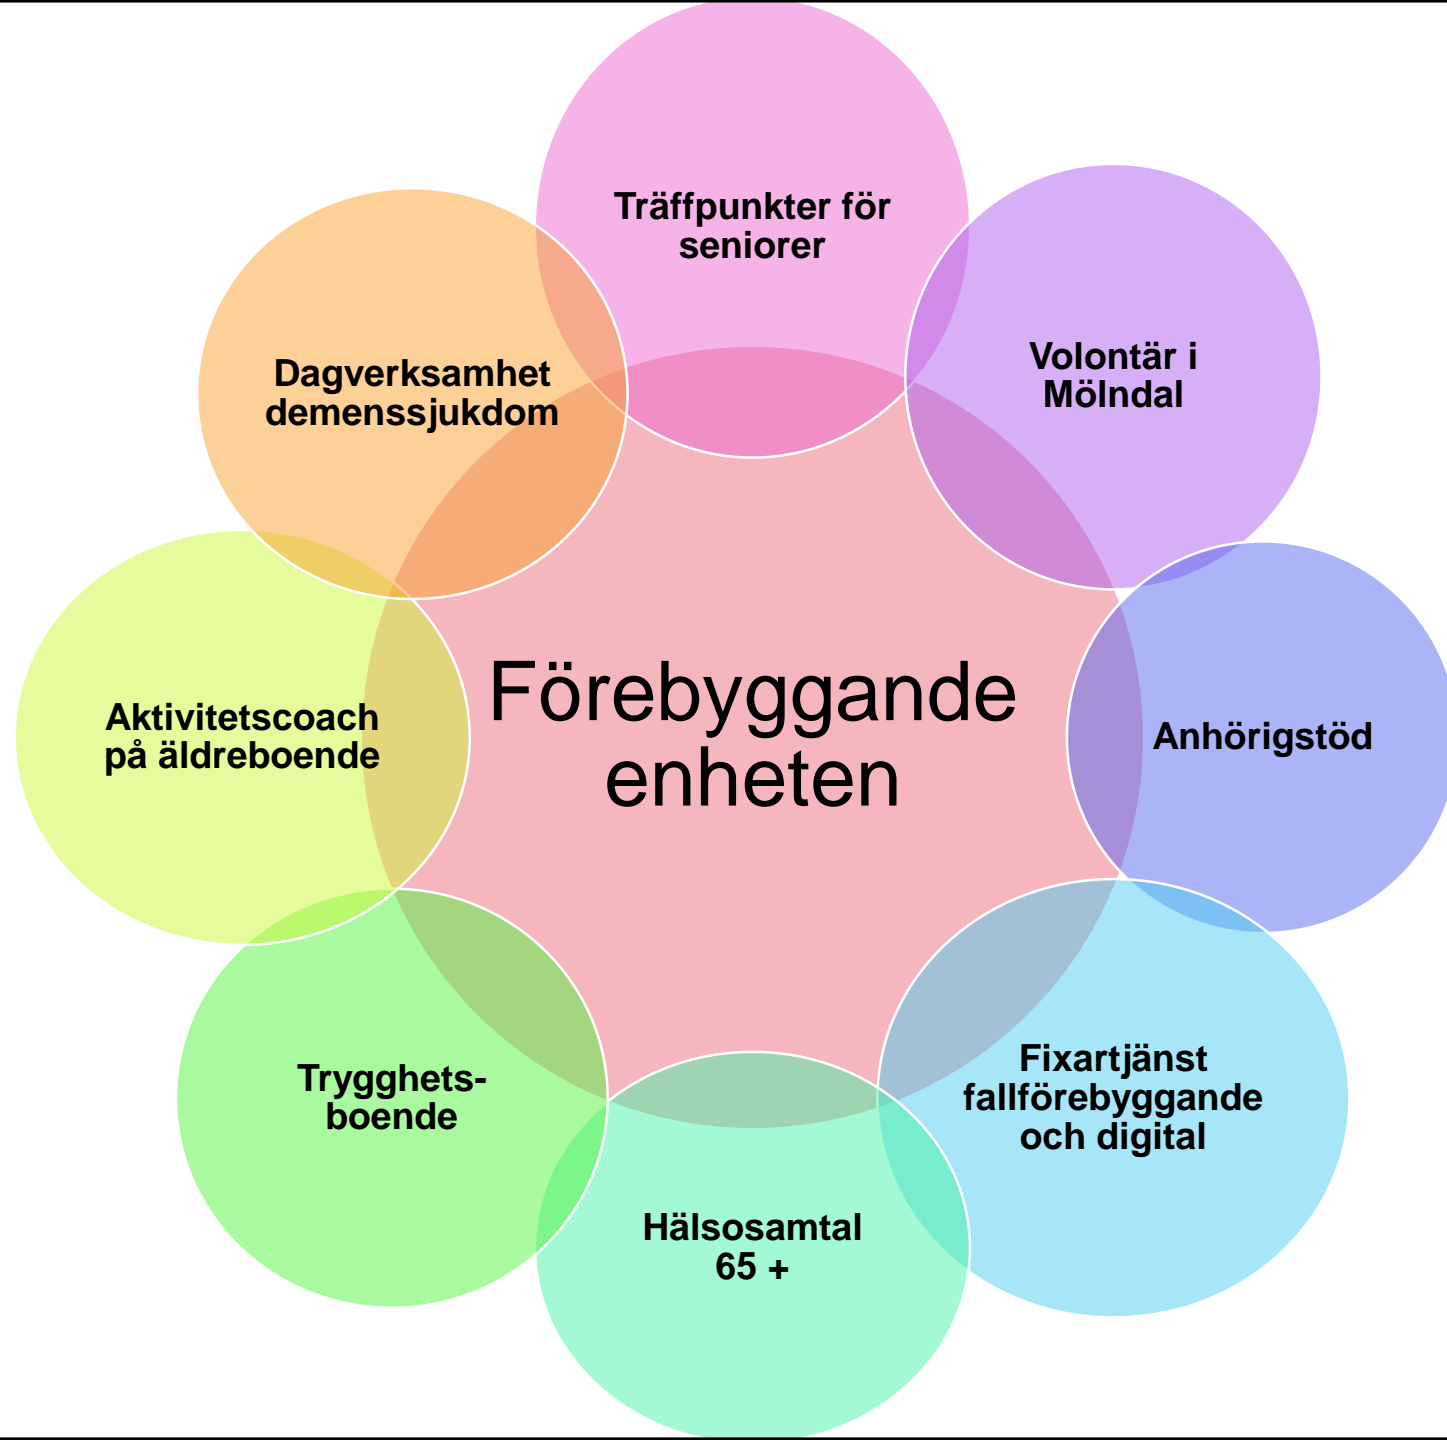 Träffpunkter för
seniorer
Volontär i
Mölndal
Anhörigstöd
Fixartjänst
fallförebyggande
och digital
Hälsosamtal
65 +
Trygghets-
boende
Aktivitetscoach
på äldreboende
Dagverksamhet
demenssjukdom
Förebyggande
enheten